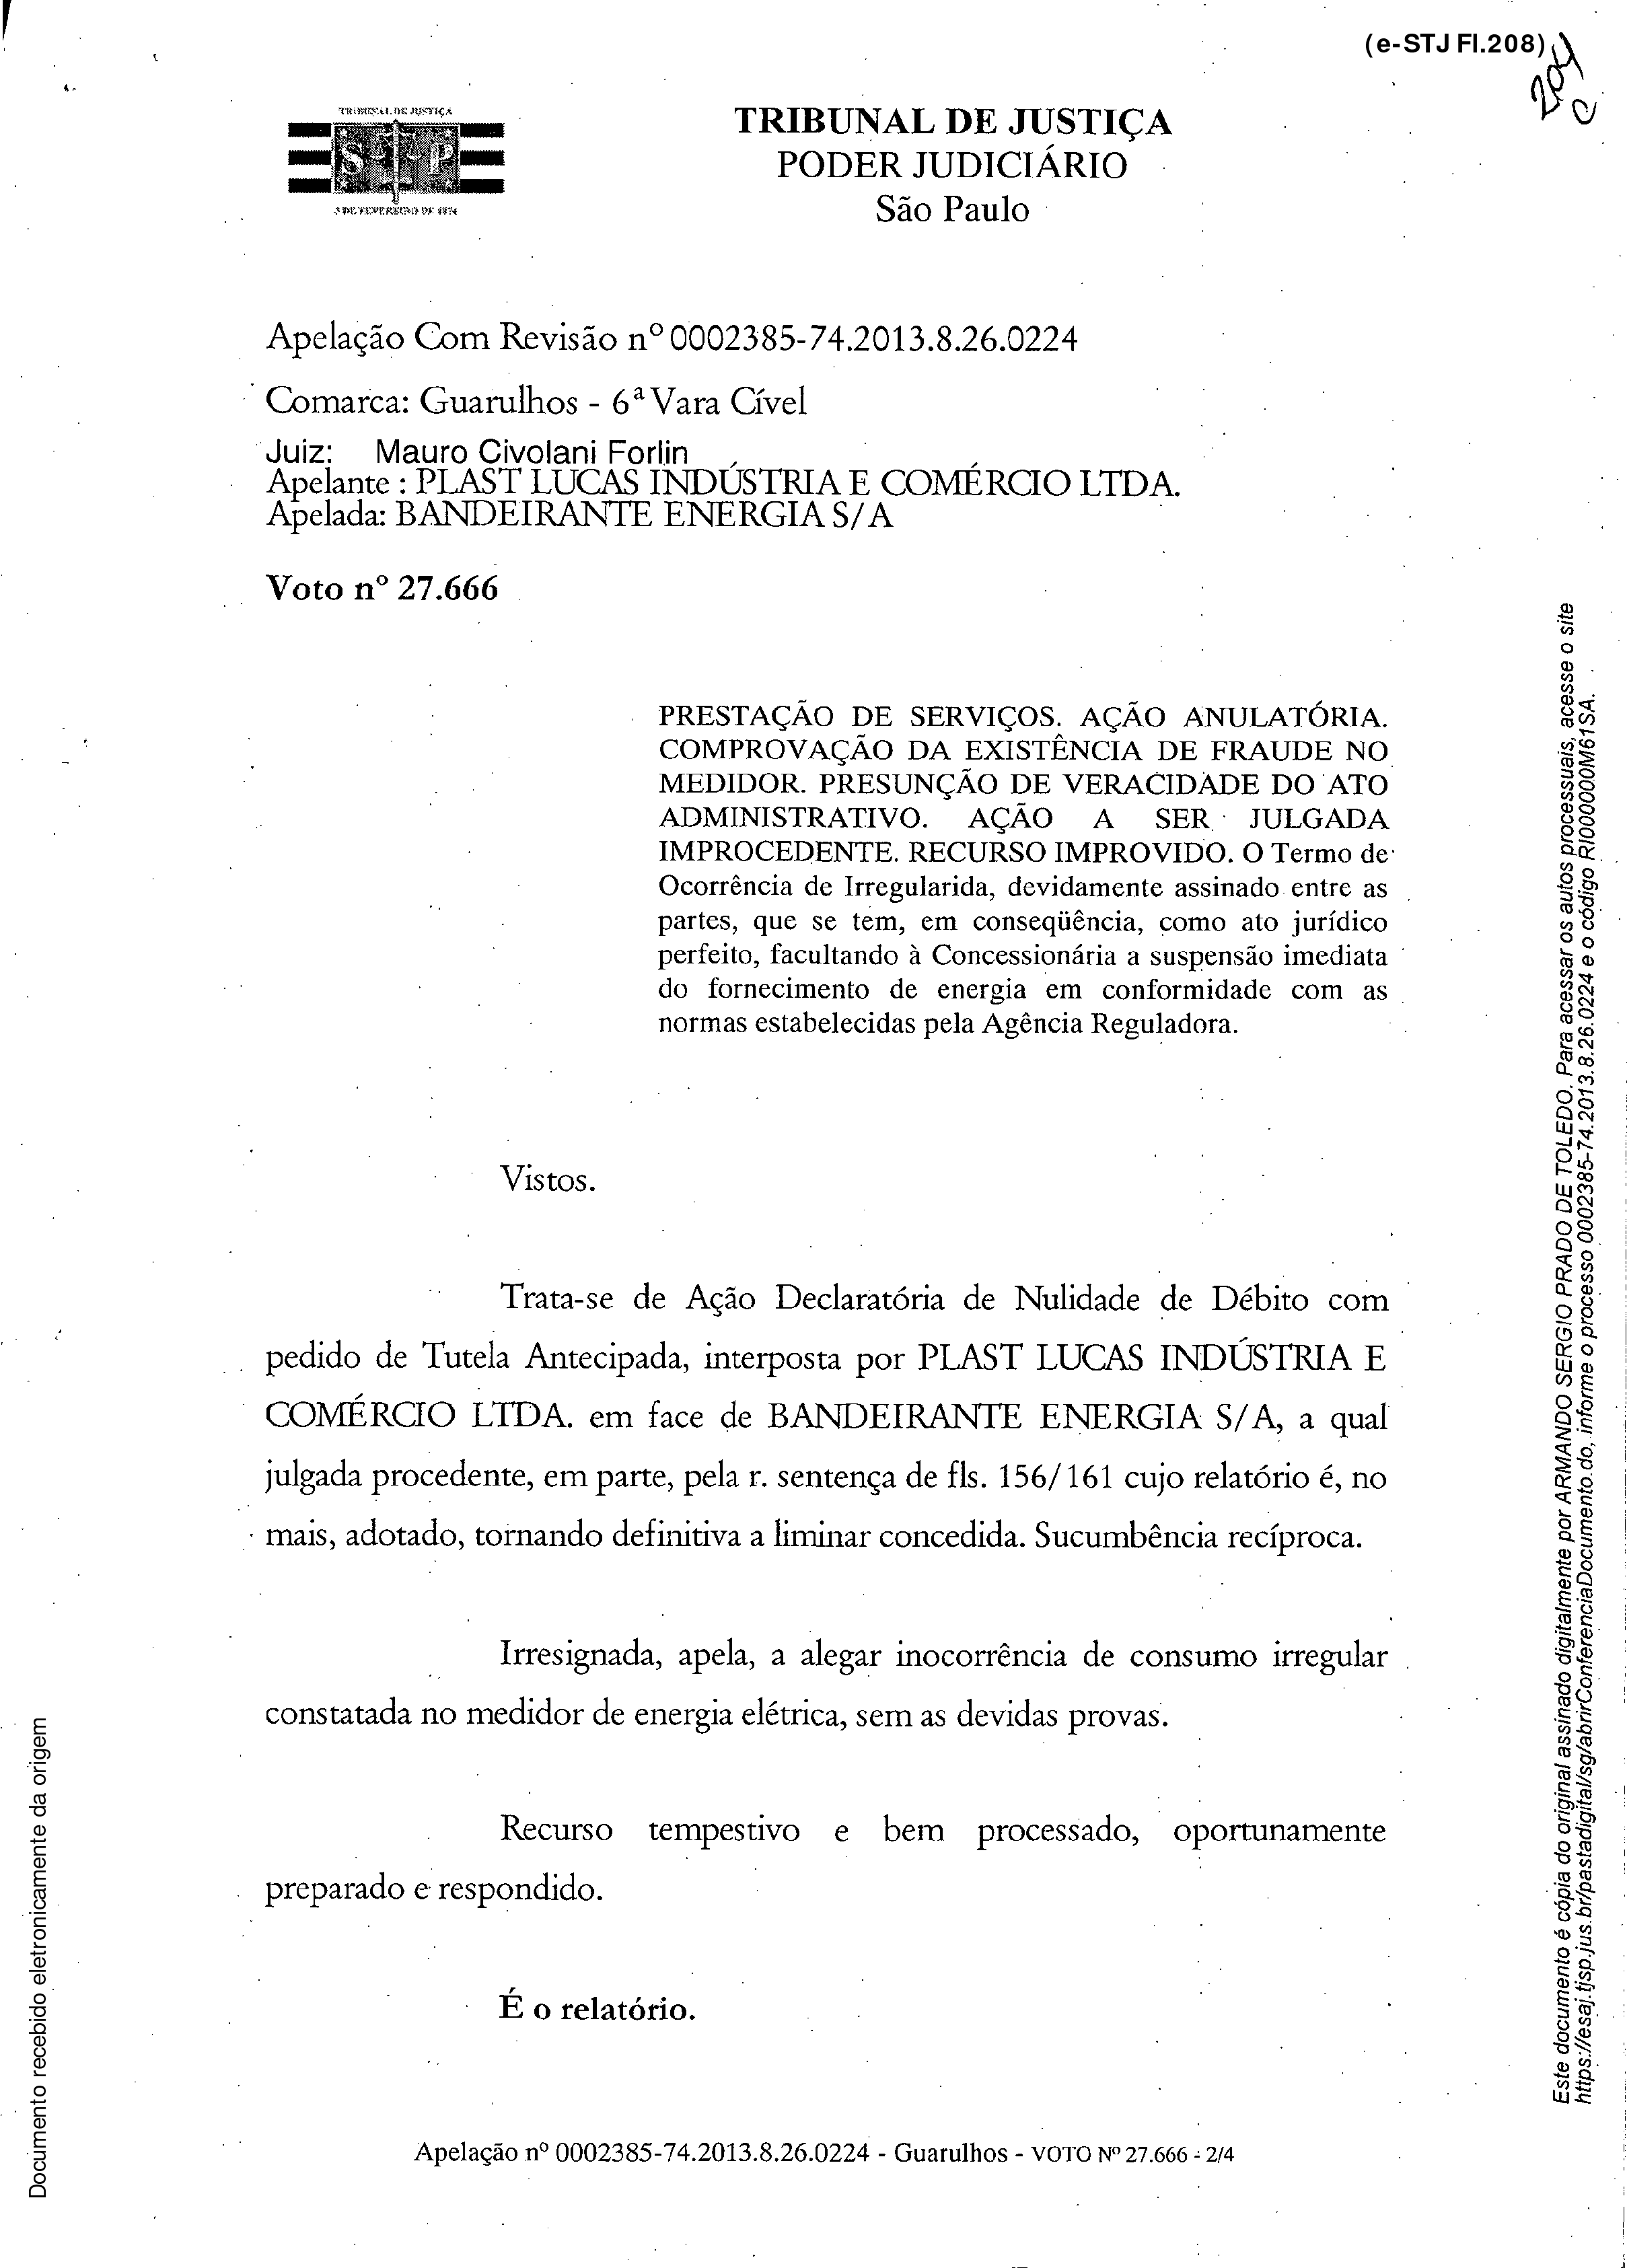 (e-STJ Fl.208)
TRIBUNAL DE JUSTIÇA
S P
3 DE FEVEREIRO DE 1874
TRIBUNAL DE JUSTIÇA
PODER JUDICIÁRIO
São Paulo
Apelação Com Revisão nº 0002385-74.2013.8.26.0224
Comarca: Guarulhos - 6ª Vara Cível
Juiz: Mauro Civolani Forlin
Apelante : PLAST LUCAS INDÚSTRIA E COMÉRCIO LTDA.
Apelada: BANDEIRANTE ENERGIA S/A
Voto nº 27.666
PRESTAÇÃO DE SERVIÇOS. AÇÃO ANULATÓRIA.
COMPROVAÇÃO DA EXISTÊNCIA DE FRAUDE NO
MEDIDOR. PRESUNÇÃO DE VERACIDADE DO ATO
ADMINISTRATIVO. AÇÃO A SER JULGADA
IMPROCEDENTE. RECURSO IMPROVIDO. O Termo de
Ocorrência de Irregularida, devidamente assinado entre as
partes, que se tem, em conseqüência, como ato jurídico
perfeito, facultando à Concessionária a suspensão imediata
do fornecimento de energia em conformidade com as
normas estabelecidas pela Agência Reguladora.
Vistos.
Trata-se de Ação Declaratória de Nulidade de Débito com
pedido de Tutela Antecipada, interposta por PLAST LUCAS INDÚSTRIA E
COMÉRCIO LTDA. em face de BANDEIRANTE ENERGIA S/A, a qual
julgada procedente, em parte, pela r. sentença de fls. 156/161 cujo relatório é, no
mais, adotado, tornando definitiva a liminar concedida. Sucumbência recíproca.
Irresignada, apela, a alegar inocorrência de consumo irregular
constatada no medidor de energia elétrica, sem as devidas provas.
Recurso tempestivo e bem processado, oportunamente
preparado e respondido.
É o relatório.
Apelação nº 0002385-74.2013.8.26.0224 - Guarulhos - VOTO Nº 27.666 - 2/4
Documento recebido eletronicamente da origem
Este documento é cópia do original assinado digitalmente por ARMANDO SERGIO PRADO DE TOLEDO. Para acessar os autos processuais, acesse o site
https://esaj.tjsp.jus.br/pastadigital/sg/abrirConferenciaDocumento.do, informe o processo 0002385-74.2013.8.26.0224 e o código RI00000M61SA.